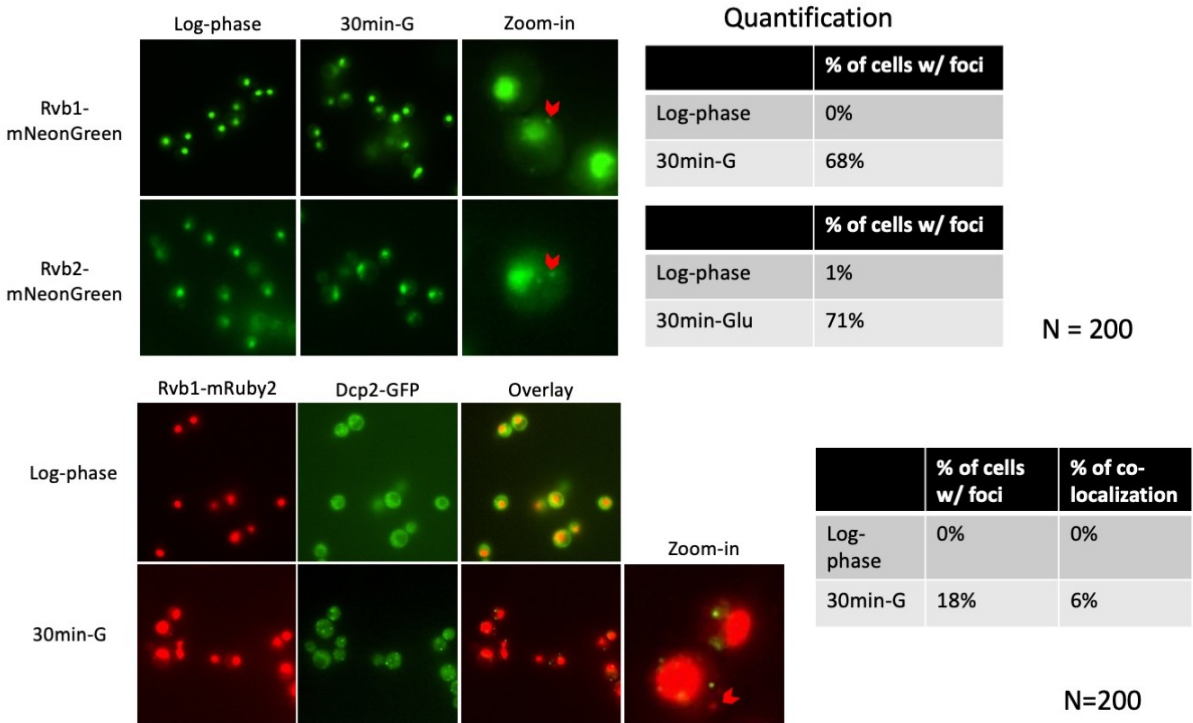 Quantification
Log-phase 30min-G Zoom-in
Rvb1-
mNeonGreen
% of cells w/ foci
Log-phase 0%
30min-G 68%
Rvb2-
mNeonGreen
% of cells w/ foci
Log-phase 1%
30min-Glu 71%
N = 200
Rvb1-mRuby2 Dcp2-GFP Overlay
Log-phase
Zoom-in
30min-G
% of cells
w/ foci
% of co-
localization
Log-
phase
0% 0%
30min-G 18% 6%
N=200